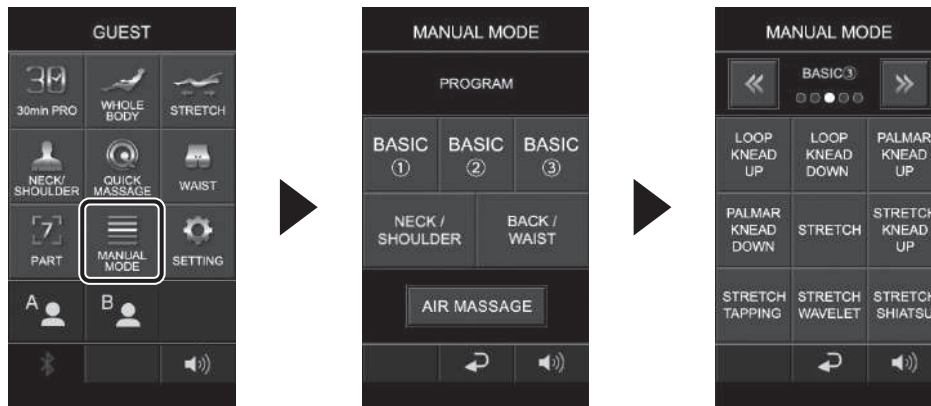 GUEST
30
30min PRO
WHOLE
BODY
STRETCH
NECK/
SHOULDER
QUICK
MASSAGE
WAIST
7
PART
MANUAL
MODE
SETTING
A
B
MANUAL MODE
PROGRAM
BASIC
①
BASIC
②
BASIC
③
NECK /
SHOULDER
BACK /
WAIST
AIR MASSAGE
MANUAL MODE
BASIC③
LOOP
KNEAD
UP
LOOP
KNEAD
DOWN
PALMAR
KNEAD
UP
PALMAR
KNEAD
DOWN
STRETCH
STRETCH
KNEAD
UP
STRETCH
TAPPING
STRETCH
WAVELET
STRETCH
SHIATSU